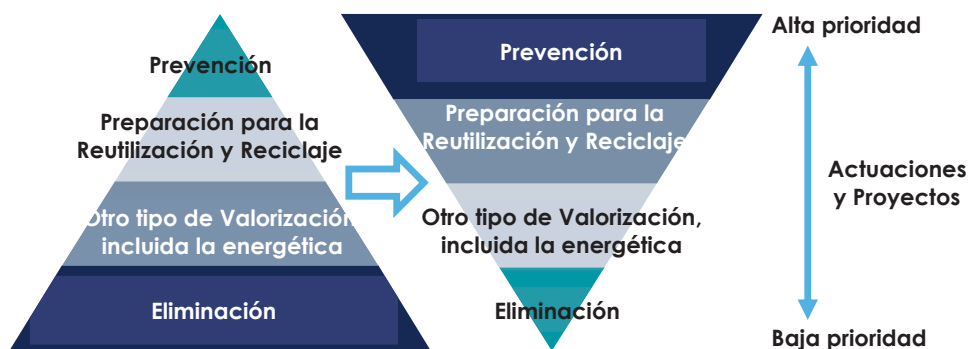 Prevención
Preparación para la
Reutilización y Reciclaje
Otro tipo de Valorización,
incluida la energética
Eliminación
Prevención
Preparación para la
Reutilización y Reciclaje
Otro tipo de Valorización,
incluida la energética
Eliminación
Alta prioridad
Actuaciones
y Proyectos
Baja prioridad